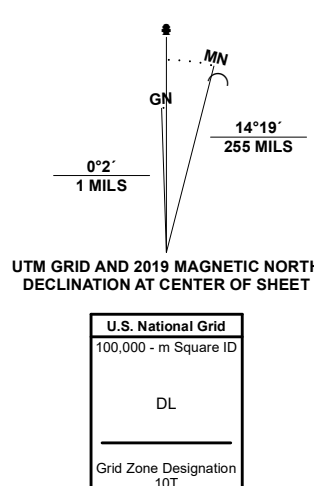 MN
GN
14°19´
255 MILS
0°2´
1 MILS
UTM GRID AND 2019 MAGNETIC NORTH
DECLINATION AT CENTER OF SHEET
U.S. National Grid
100,000 - m Square ID
DL
Grid Zone Designation
10T